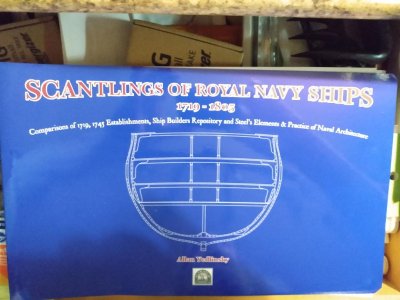 SCANTLINGS OF ROYAL NAVY SHIPS
1719 - 1805
Comparisons of 1719, 1745 Establishments, Ship Builders Repository and Steel's Elements & Practice of Naval Architecture
Allan Yedlinsky